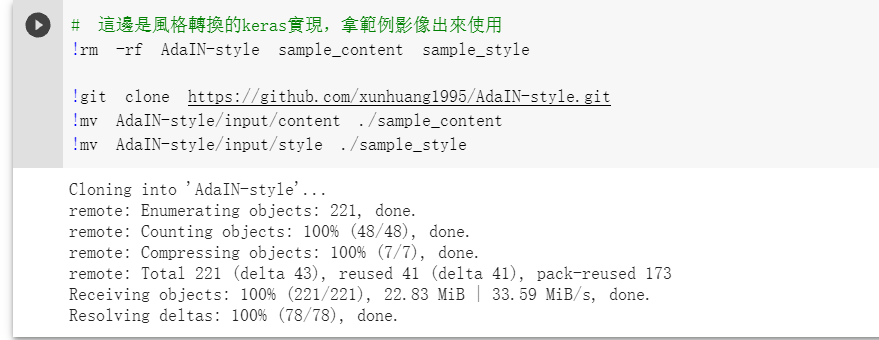 # 這邊是風格轉換的keras實現，拿範例影像出來使用
!rm -rf AdaIN-style sample_content sample_style
!git clone https://github.com/xunhuang1995/AdaIN-style.git
!mv AdaIN-style/input/content ./sample_content
!mv AdaIN-style/input/style ./sample_style
Cloning into 'AdaIN-style'...
remote: Enumerating objects: 221, done.
remote: Counting objects: 100% (48/48), done.
remote: Compressing objects: 100% (7/7), done.
remote: Total 221 (delta 43), reused 41 (delta 41), pack-reused 173
Receiving objects: 100% (221/221), 22.83 MiB | 33.59 MiB/s, done.
Resolving deltas: 100% (78/78), done.